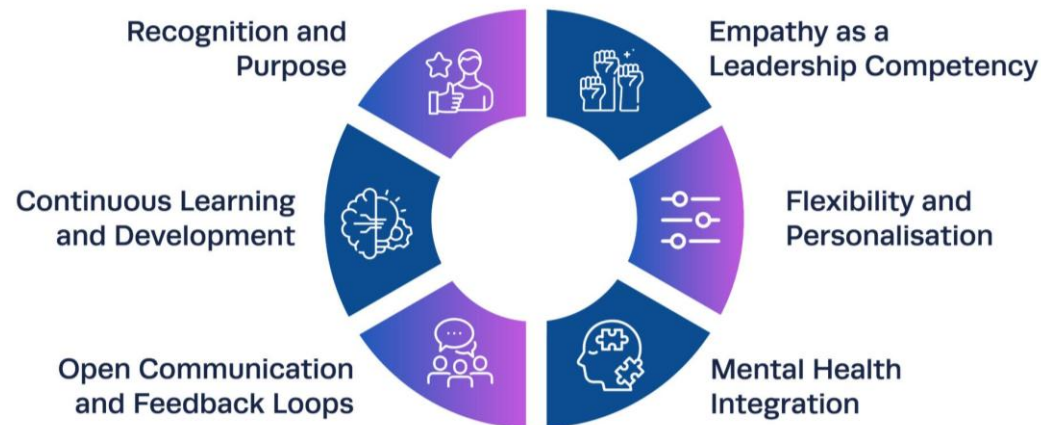 Recognition and
Purpose
Empathy as a
Leadership Competency
Continuous Learning
and Development
Flexibility and
Personalisation
Open Communication
and Feedback Loops
Mental Health
Integration